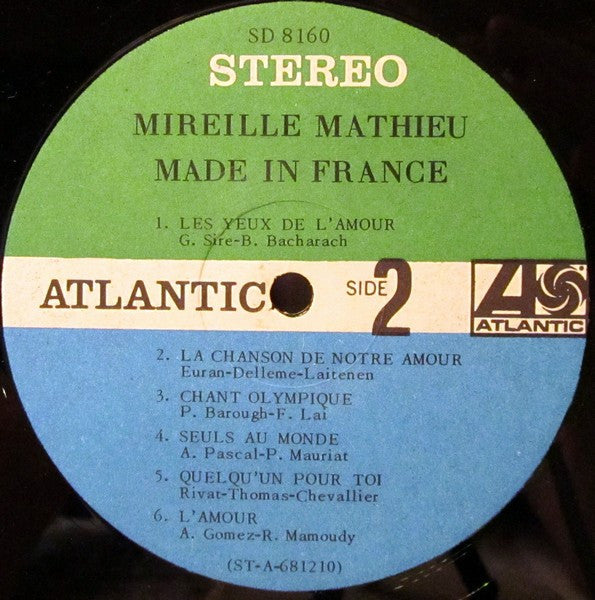 SD 8160
STEREO
MIREILLE MATHIEU
MADE IN FRANCE
1. LES YEUX DE L'AMOUR
G. Sire-B. Bacharach
ATLANTIC
SIDE 2
ATLANTIC
2. LA CHANSON DE NOTRE AMOUR
Euran-Delleme-Laitenen
3. CHANT OLYMPIQUE
P. Barough-F. Lai
4. SEULS AU MONDE
A. Pascal-P. Mauriat
5. QUELQU'UN POUR TOI
Rivat-Thomas-Chevallier
6. L'AMOUR
A. Gomez-R. Mamoudy
(ST-A-681210)